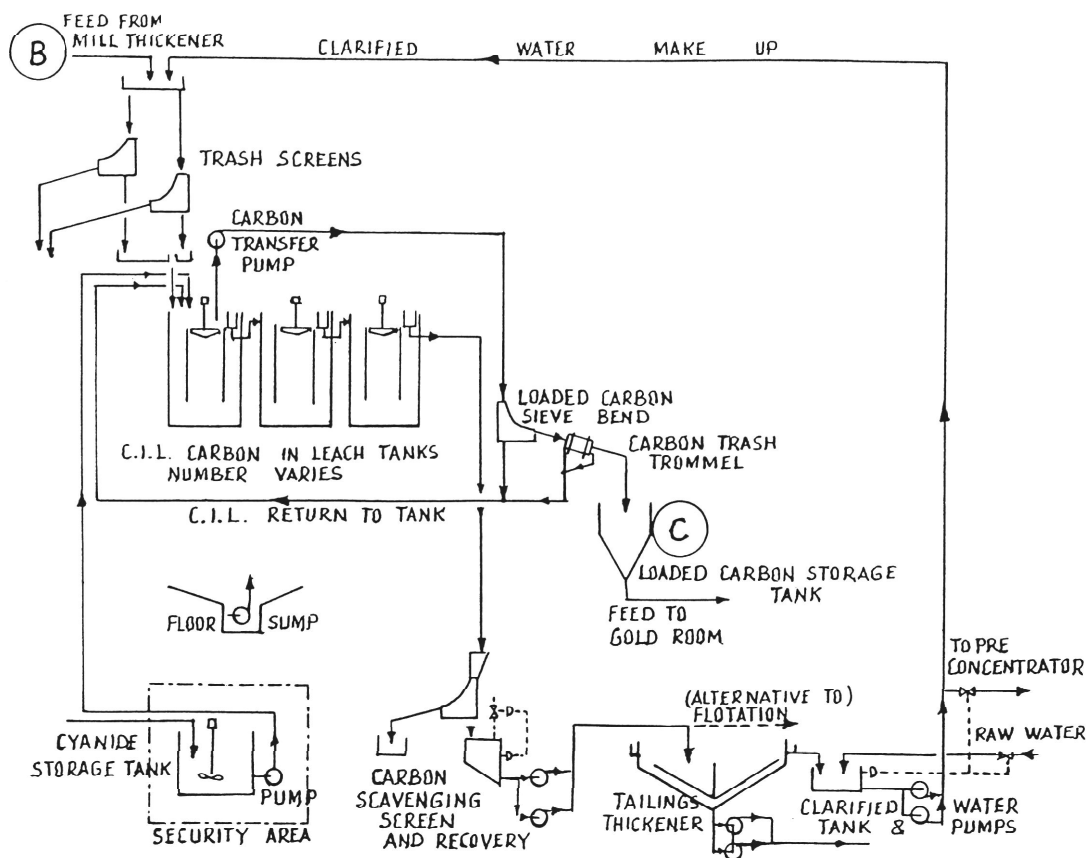 FEED FROM
MILL THICKENER
B
CLARIFIED WATER MAKE UP
TRASH SCREENS
CARBON
TRANSFER
PUMP
LOADED CARBON
SIEVE BEND
CARBON TRASH
TROMMEL
C.I.L. CARBON IN LEACH TANKS
NUMBER VARIES
C.I.L. RETURN TO TANK
C
LOADED CARBON STORAGE
TANK
FEED TO
GOLD ROOM
FLOOR SUMP
TO PRE
CONCENTRATOR
(ALTERNATIVE TO)
FLOTATION
RAW WATER
CYANIDE
STORAGE TANK
PUMP
SECURITY AREA
CARBON
SCAVENGING
SCREEN
AND RECOVERY
TAILINGS
THICKENER
CLARIFIED WATER
TANK & PUMPS